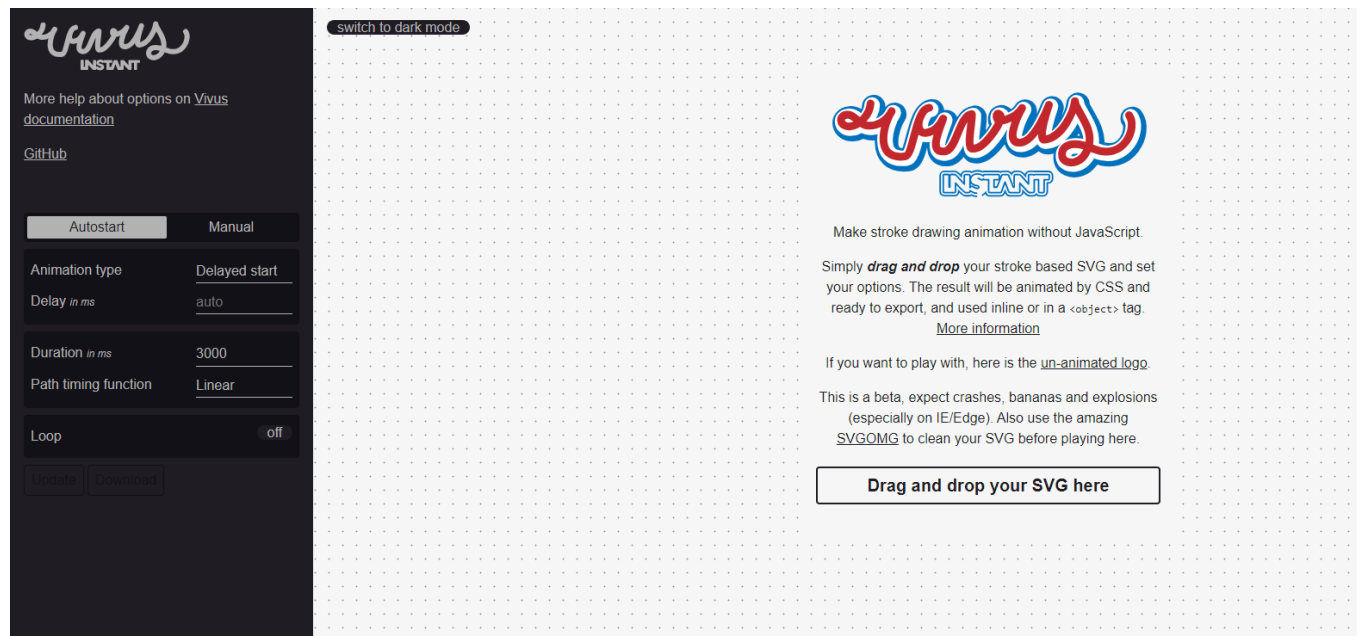 vivus
INSTANT
More help about options on Vivus
documentation
GitHub
Autostart Manual
Animation type Delayed start
Delay in ms auto
Duration in ms 3000
Path timing function Linear
Loop off
Update Download
switch to dark mode
vivus
INSTANT
Make stroke drawing animation without JavaScript.
Simply drag and drop your stroke based SVG and set
your options. The result will be animated by CSS and
ready to export, and used inline or in a <object> tag.
More information
If you want to play with, here is the un-animated logo.
This is a beta, expect crashes, bananas and explosions
(especially on IE/Edge). Also use the amazing
SVGOMG to clean your SVG before playing here.
Drag and drop your SVG here